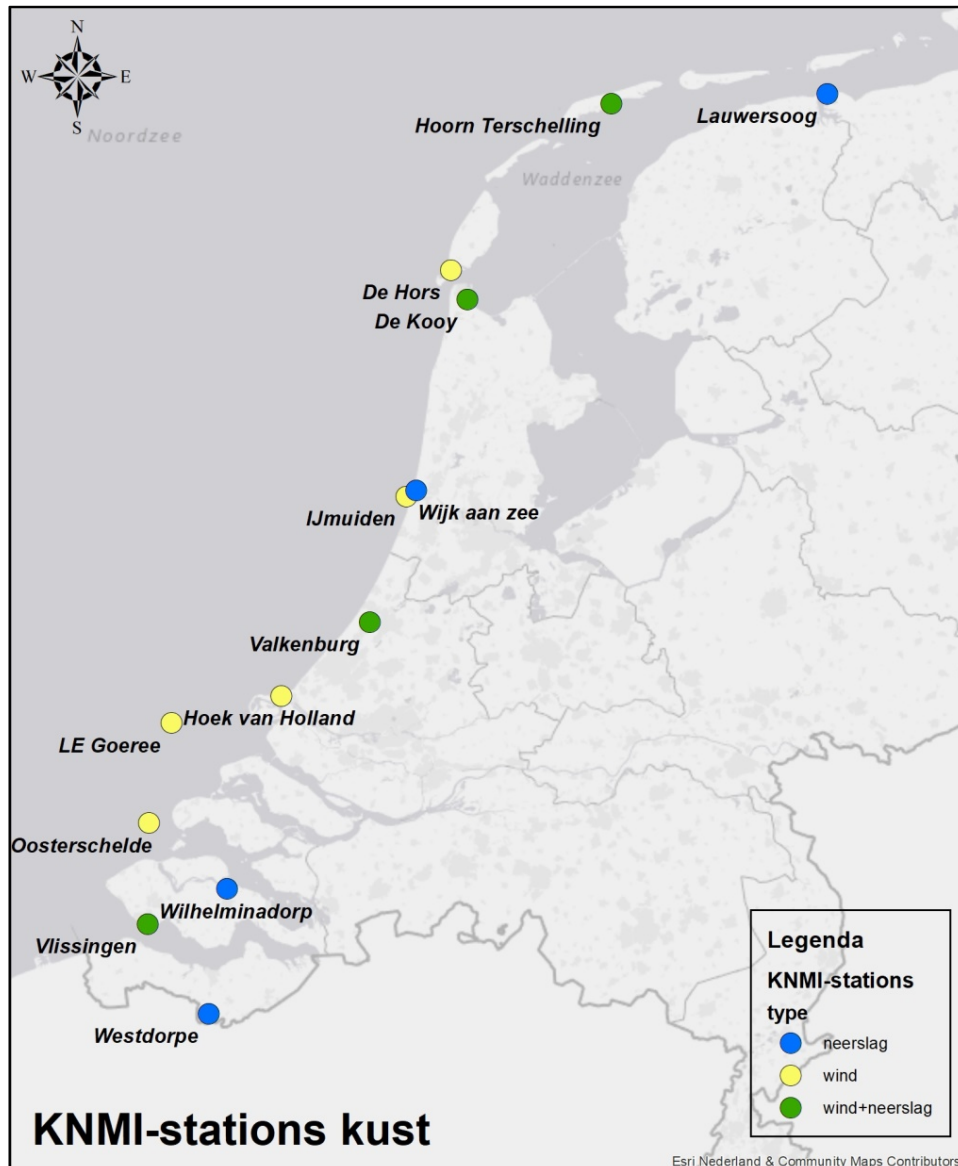 N
W E
S
Noordzee
Hoorn Terschelling
Lauwersoog
Waddenzee
De Hors
De Kooy
IJmuiden
Wijk aan zee
Valkenburg
Hoek van Holland
LE Goeree
Oosterschelde
Wilhelminadorp
Vlissingen
Westdorpe
Legenda
KNMI-stations
type
neerslag
wind
wind+neerslag
KNMI-stations kust
Esri Nederland & Community Maps Contributors